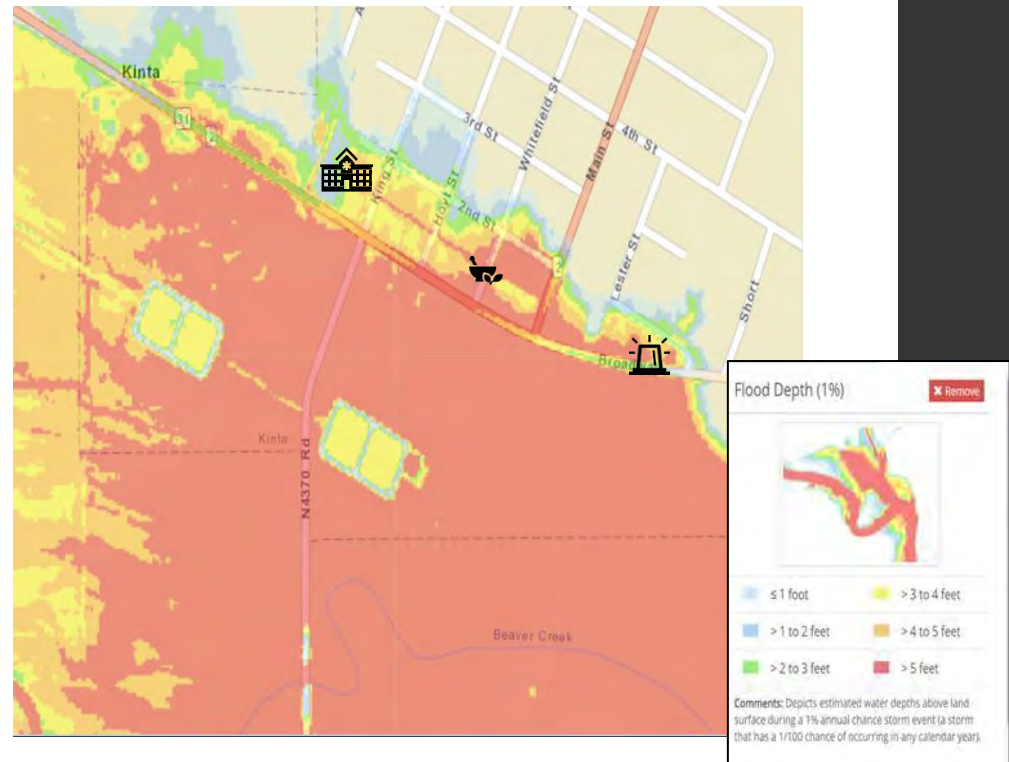 Kinta
A
31
2
3rd St
4th St
Whitefield St
Main St
King St
Hoyt St
2nd St
2
Lester St
Short
Broadw
Kinta
N4370 Rd
Beaver Creek
Flood Depth (1%)
✖ Remove
≤ 1 foot
> 3 to 4 feet
> 1 to 2 feet
> 4 to 5 feet
> 2 to 3 feet
> 5 feet
Comments: Depicts estimated water depths above land
surface during a 1% annual chance storm event (a storm
that has a 1/100 chance of occurring in any calendar year).